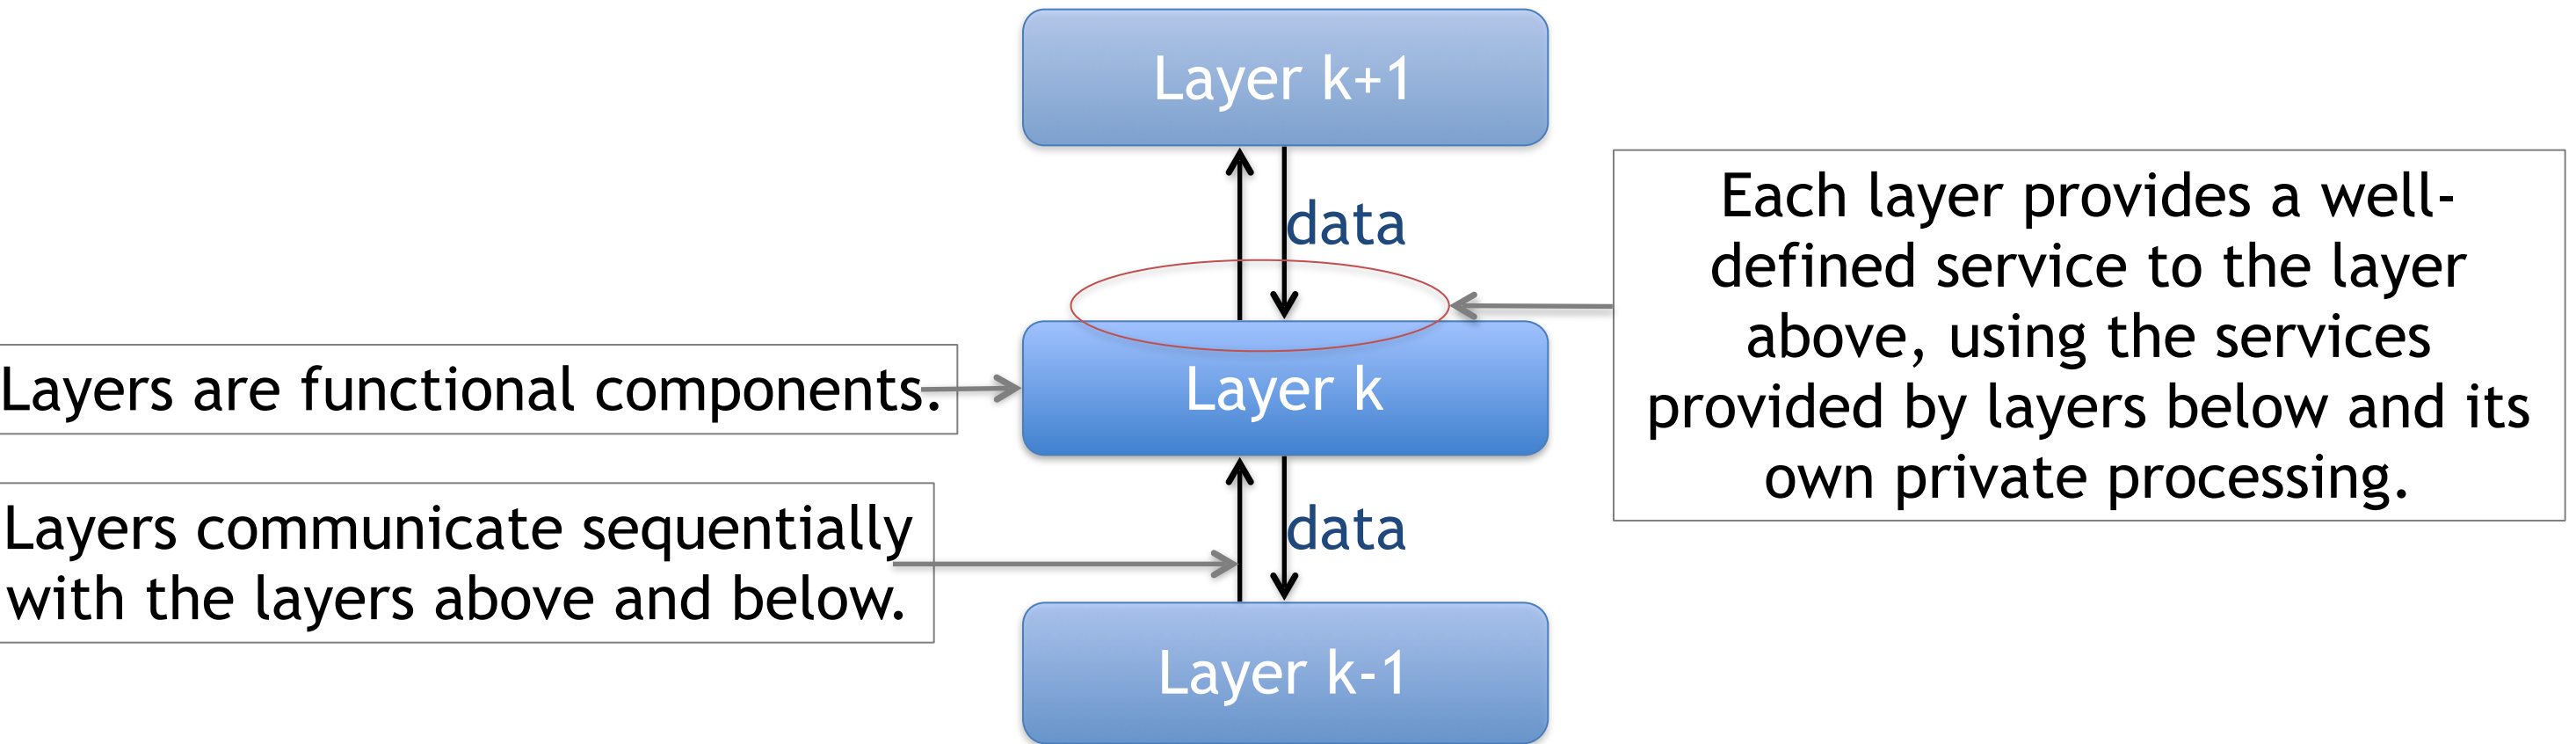 Layer k+1
data
Each layer provides a well-
defined service to the layer
above, using the services
provided by layers below and its
own private processing.
Layers are functional components.
Layer k
Layers communicate sequentially
with the layers above and below.
data
Layer k-1